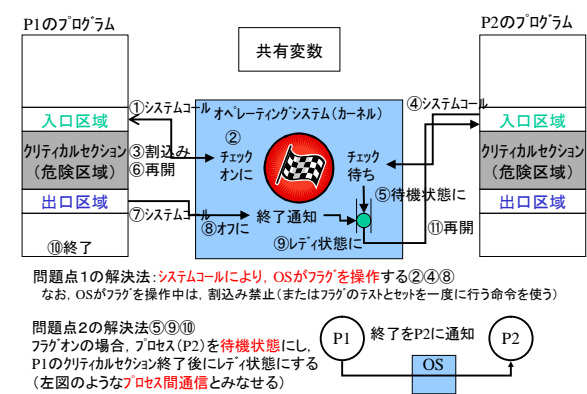 P1のプログラム
P2のプログラム
共有変数
①システムコール
④システムコール
オペレーティングシステム(カーネル)
入口区域
②
入口区域
クリティカルセクション
(危険区域)
③割込み
⑥再開
チェック
オンに
チェック
待ち
クリティカルセクション
(危険区域)
⑤待機状態に
出口区域
⑦システムコール
⑧オフに
終了通知
出口区域
⑪再開
⑨レディ状態に
⑩終了
問題点1の解決法:システムコールにより,OSがフラグを操作する②④⑧
なお,OSがフラグを操作中は,割込み禁止(またはフラグのテストとセットを一度に行う命令を使う)
問題点2の解決法⑤⑨⑩
フラグオンの場合,プロセス(P2)を待機状態にし,
P1のクリティカルセクション終了後にレディ状態にする
(左図のようなプロセス間通信とみなせる)
P1
終了をP2に通知
P2
OS